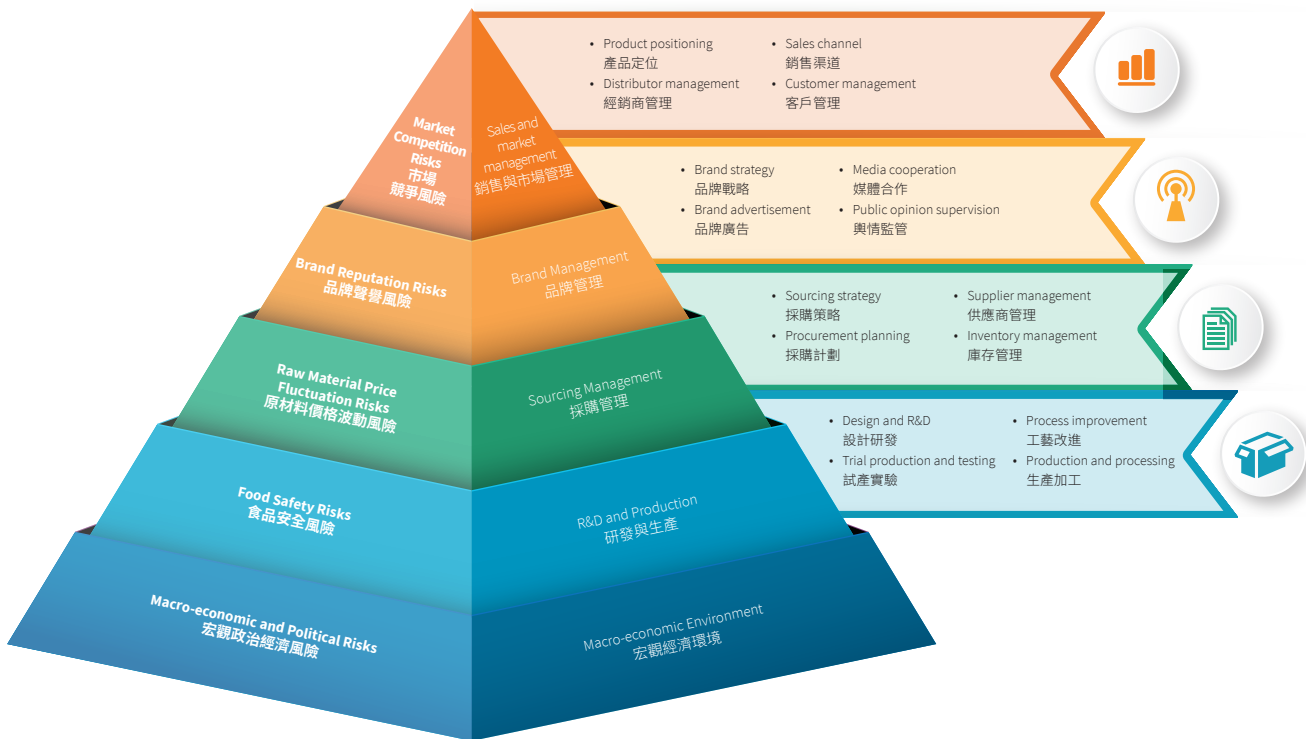 Market
Competition
Risks
市場
競爭風險
Sales and
market
management
銷售與市場管理
• Product positioning
產品定位
• Distributor management
經銷商管理
• Sales channel
銷售渠道
• Customer management
客戶管理
Brand Reputation Risks
品牌聲譽風險
Brand Management
品牌管理
• Brand strategy
品牌戰略
• Brand advertisement
品牌廣告
• Media cooperation
媒體合作
• Public opinion supervision
輿情監管
Raw Material Price
Fluctuation Risks
原材料價格波動風險
Sourcing Management
採購管理
• Sourcing strategy
採購策略
• Procurement planning
採購計劃
• Supplier management
供應商管理
• Inventory management
庫存管理
Food Safety Risks
食品安全風險
R&D and Production
研發與生產
• Design and R&D
設計研發
• Trial production and testing
試產實驗
• Process improvement
工藝改進
• Production and processing
生產加工
Macro-economic and Political Risks
宏觀政治經濟風險
Macro-economic Environment
宏觀經濟環境